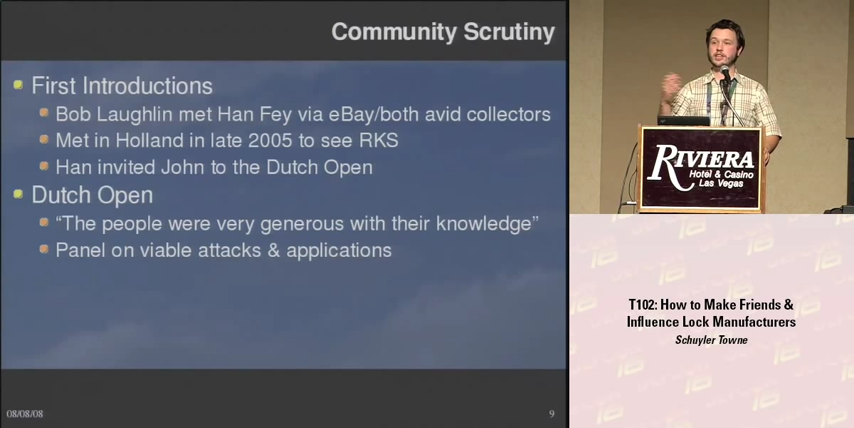 Community Scrutiny
First Introductions
Bob Laughlin met Han Fey via eBay/both avid collectors
Met in Holland in late 2005 to see RKS
Han invited John to the Dutch Open
Dutch Open
“The people were very generous with their knowledge”
Panel on viable attacks & applications
08/08/08
9
RIVIERA
Hotel & Casino
Las Vegas
T102: How to Make Friends &
Influence Lock Manufacturers
Schuyler Towne